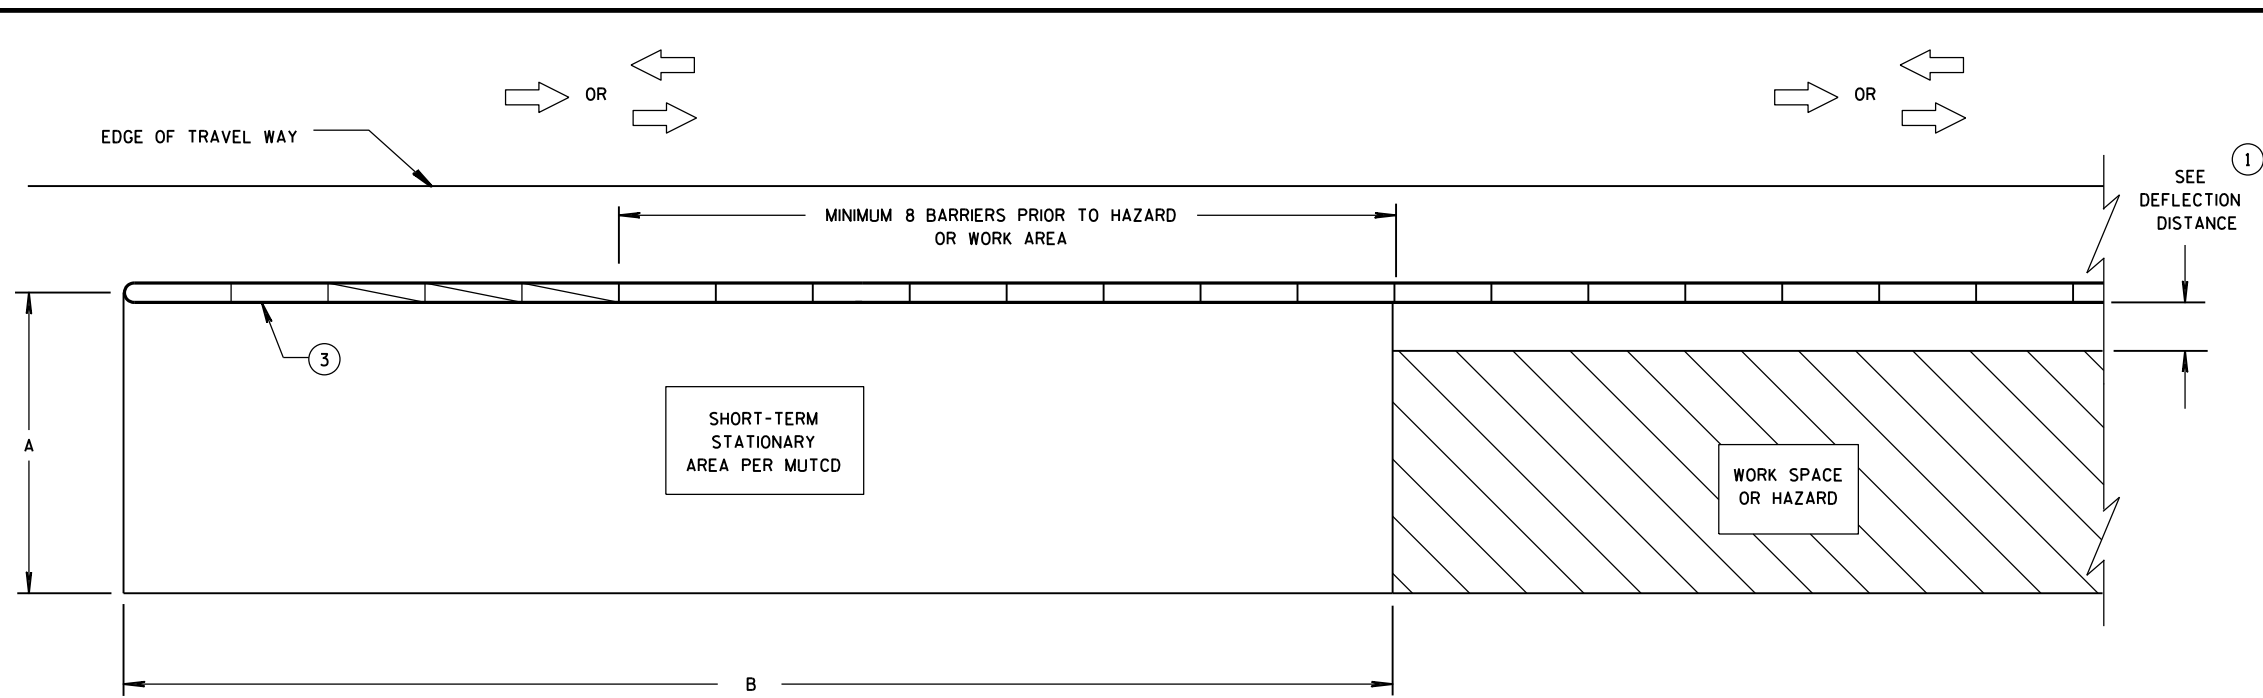 OR
OR
EDGE OF TRAVEL WAY
1
SEE
DEFLECTION
DISTANCE
MINIMUM 8 BARRIERS PRIOR TO HAZARD
OR WORK AREA
3
A
SHORT-TERM
STATIONARY
AREA PER MUTCD
WORK SPACE
OR HAZARD
B